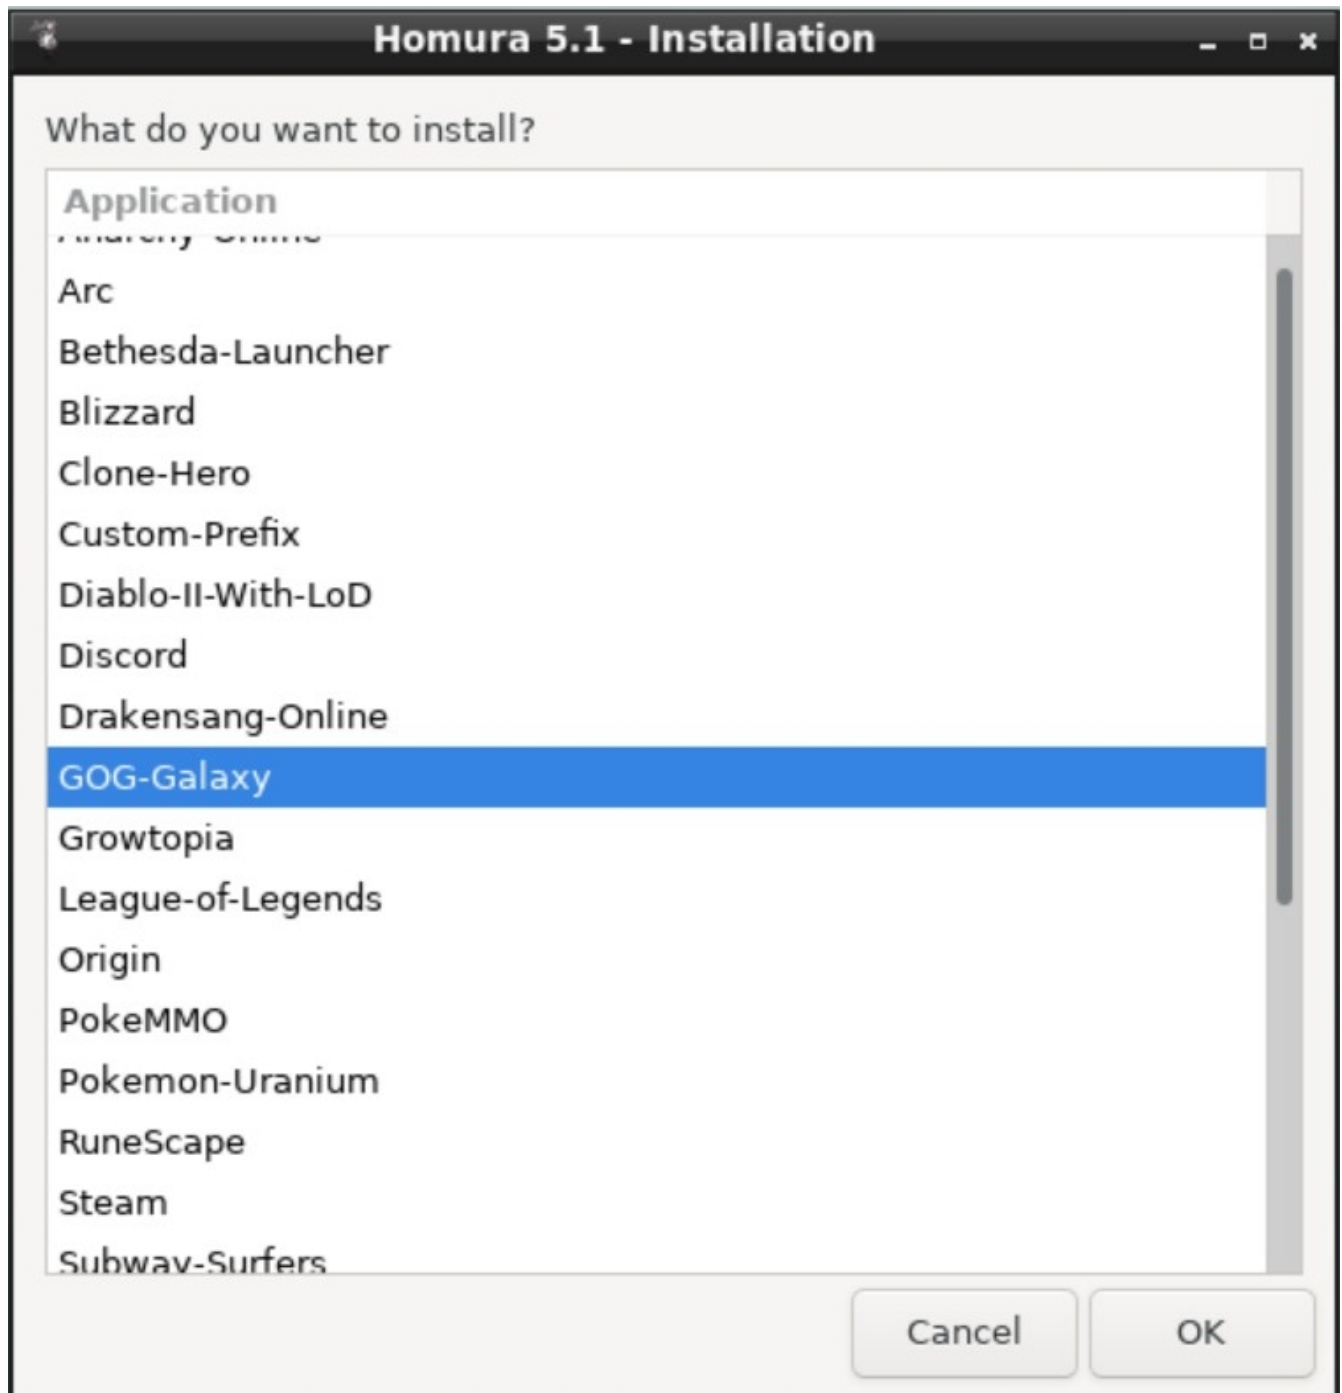 Homura 5.1 - Installation
What do you want to install?
Application
Anarchy-Online
Arc
Bethesda-Launcher
Blizzard
Clone-Hero
Custom-Prefix
Diablo-II-With-LoD
Discord
Drakensang-Online
GOG-Galaxy
Growtopia
League-of-Legends
Origin
PokeMMO
Pokemon-Uranium
RuneScape
Steam
Subway-Surfers
Cancel
OK